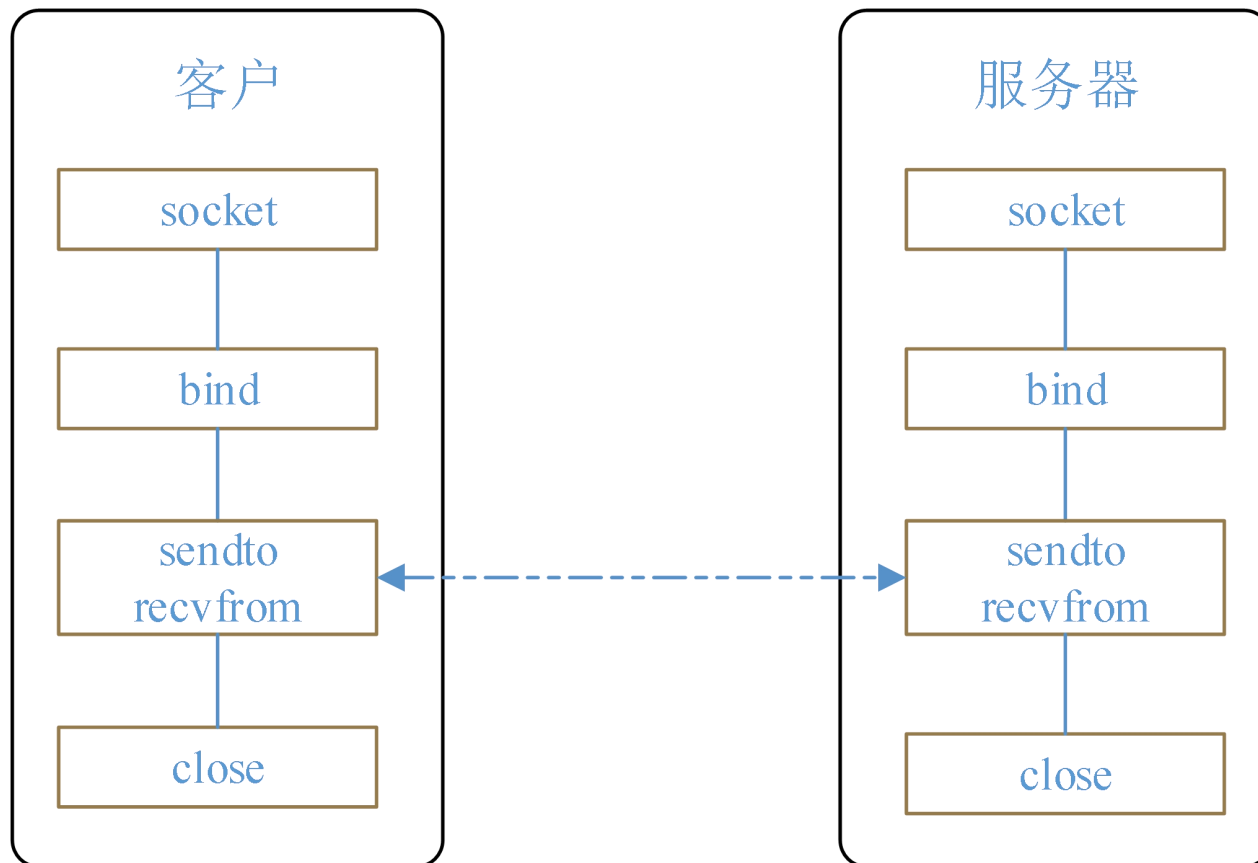 客户
socket
bind
sendto
recvfrom
close
服务器
socket
bind
sendto
recvfrom
close